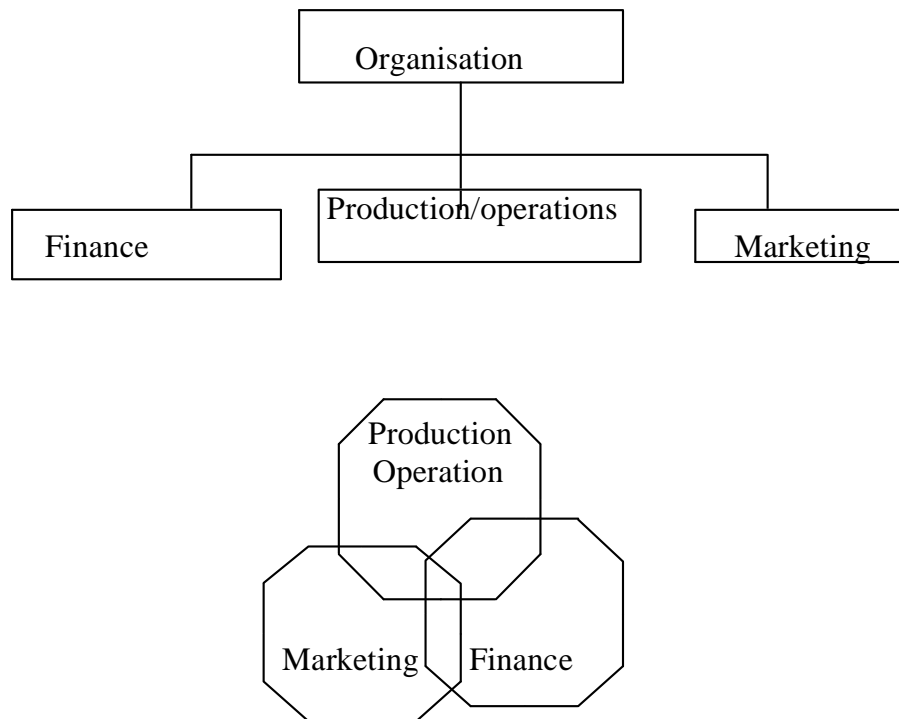 Organisation
Finance
Production/operations
Marketing
Production
Operation
Marketing
Finance